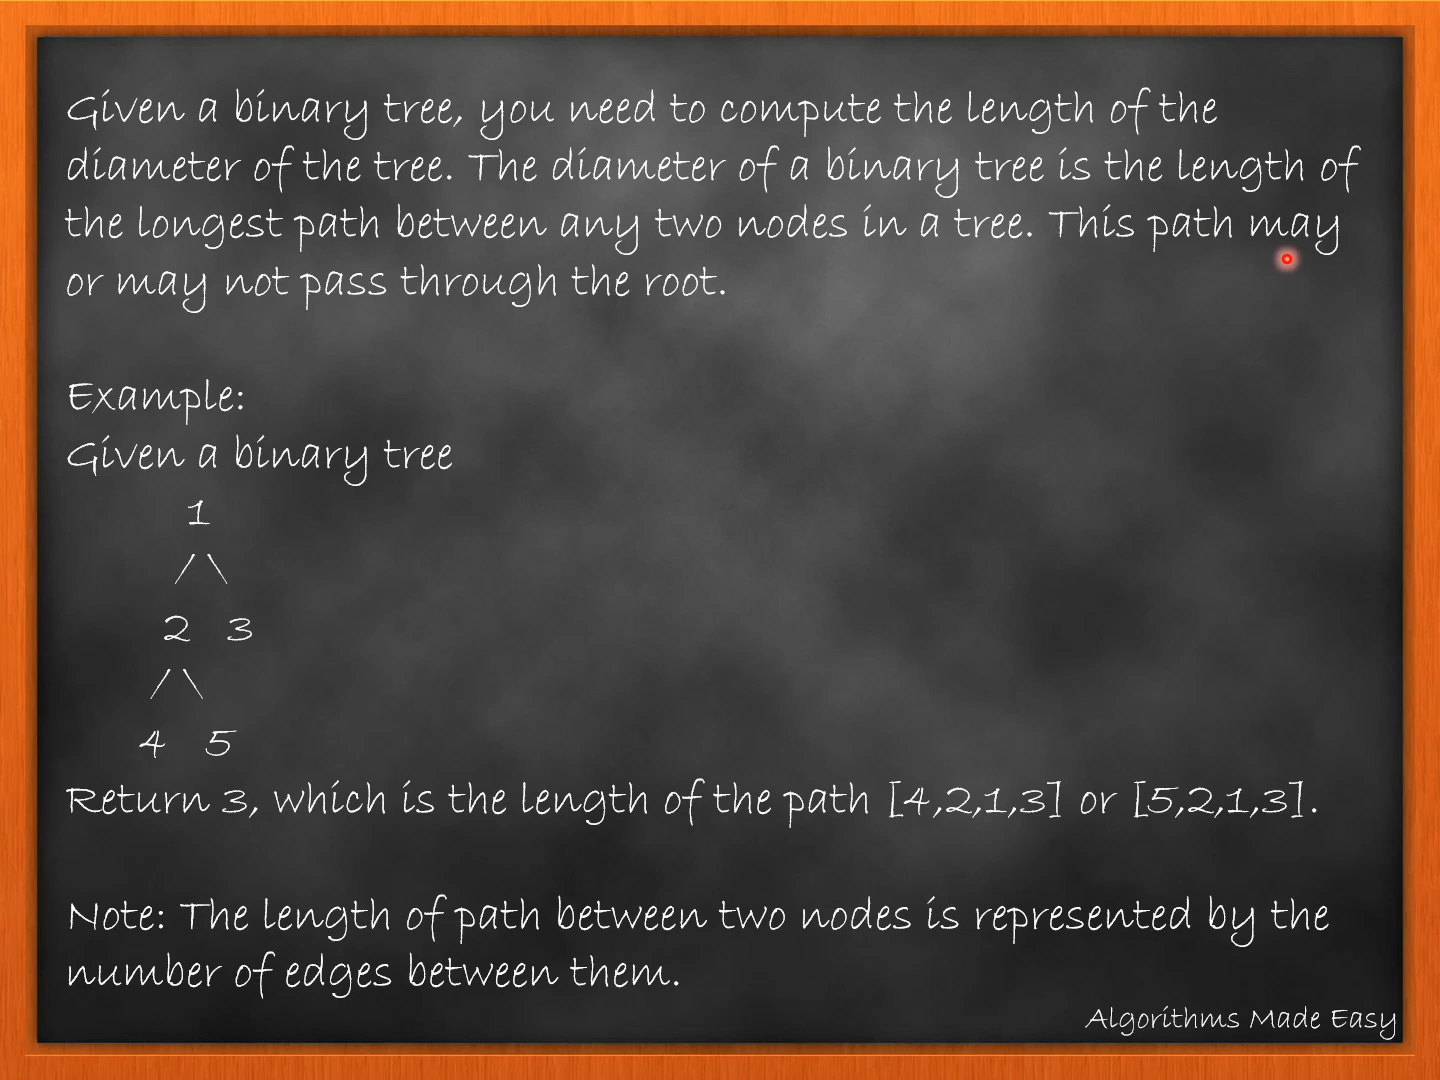 Given a binary tree, you need to compute the length of the
diameter of the tree. The diameter of a binary tree is the length of
the longest path between any two nodes in a tree. This path may
or may not pass through the root.
Example:
Given a binary tree
1
/ \
2 3
/ \
4 5
Return 3, which is the length of the path [4,2,1,3] or [5,2,1,3].
Note: The length of path between two nodes is represented by the
number of edges between them.
Algorithms Made Easy